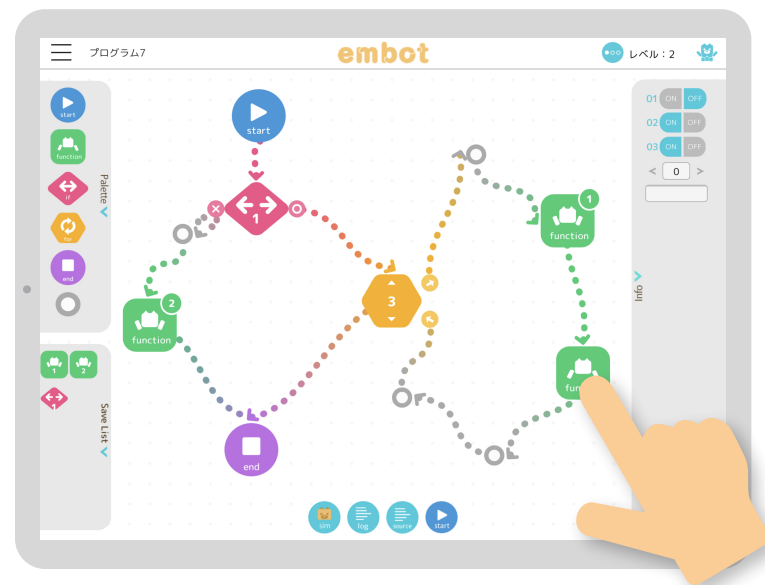 プログラム7
embot
レベル：2
start
function
if
for
end
Palette
1
2
1
Save List
start
1
2
function
3
1
function
func
end
01 ON OFF
02 ON OFF
03 ON OFF
< 0 >
Info
sim
log
source
start